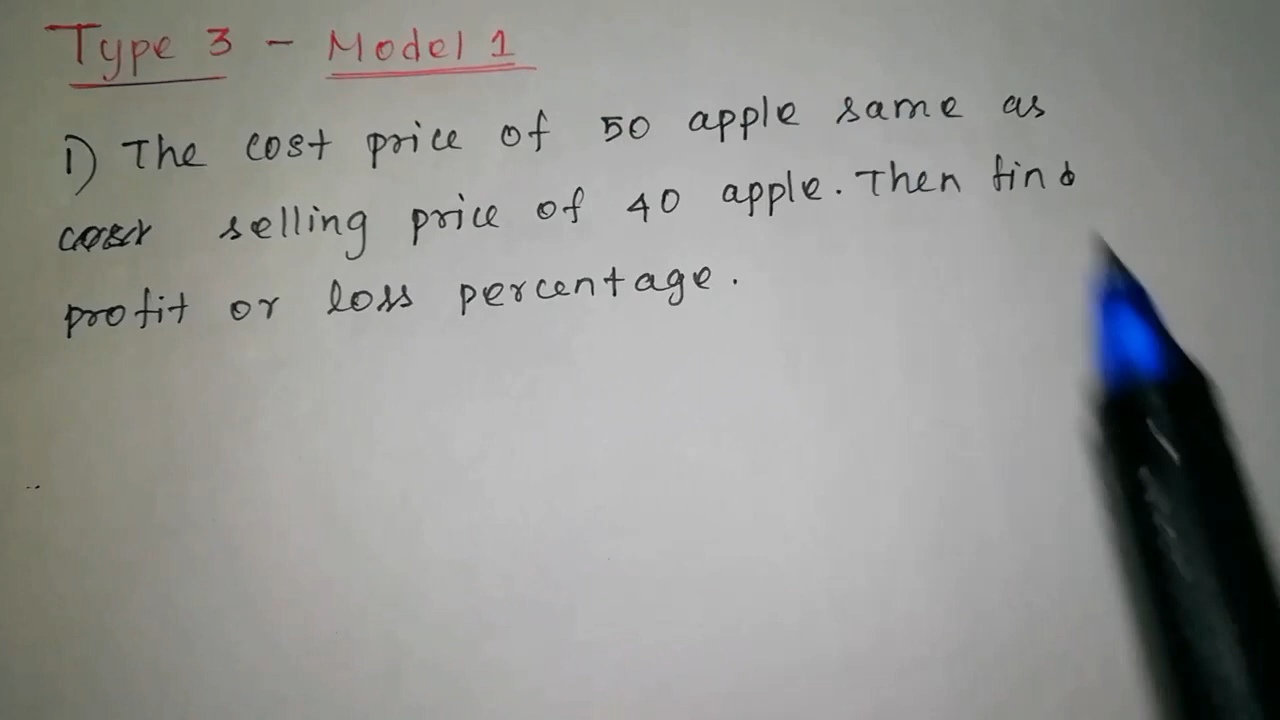 Type 3 - Model 1
1) The cost price of 50 apple same as
selling price of 40 apple. Then find
profit or loss percentage.